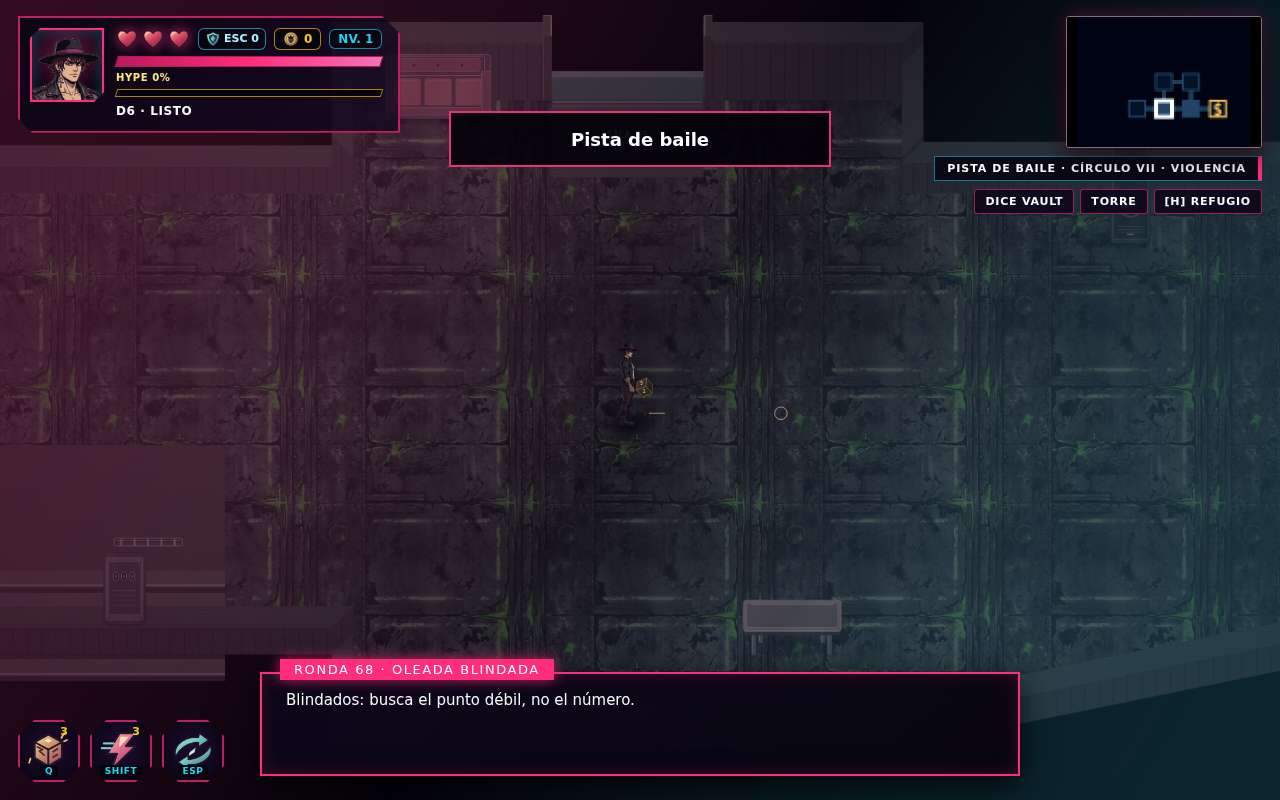 ESC 0
0
NV. 1
HYPE 0%
D6 · LISTO
Pista de baile
$
PISTA DE BAILE · CÍRCULO VII · VIOLENCIA
DICE VAULT
TORRE
[H] REFUGIO
RONDA 68 · OLEADA BLINDADA
Blindados: busca el punto débil, no el número.
3
Q
3
SHIFT
ESP